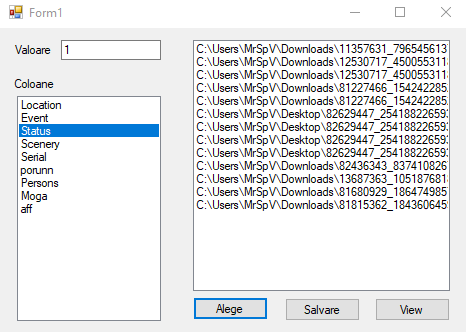 Form1
Valoare 1
Coloane
Location
Event
Status
Scenery
Serial
porunn
Persons
Moga
aff
C:\Users\MrSpV\Downloads\11357631_796545613
C:\Users\MrSpV\Downloads\12530717_450055311
C:\Users\MrSpV\Downloads\12530717_450055311
C:\Users\MrSpV\Downloads\81227466_154242285
C:\Users\MrSpV\Downloads\81227466_154242285
C:\Users\MrSpV\Desktop\82629447_25418822659
C:\Users\MrSpV\Desktop\82629447_25418822659
C:\Users\MrSpV\Desktop\82629447_25418822659
C:\Users\MrSpV\Desktop\82629447_25418822659
C:\Users\MrSpV\Downloads\82436343_837410826
C:\Users\MrSpV\Downloads\13687363_105187681
C:\Users\MrSpV\Downloads\81680929_186474985
C:\Users\MrSpV\Downloads\81815362_184360645
Alege
Salvare
View